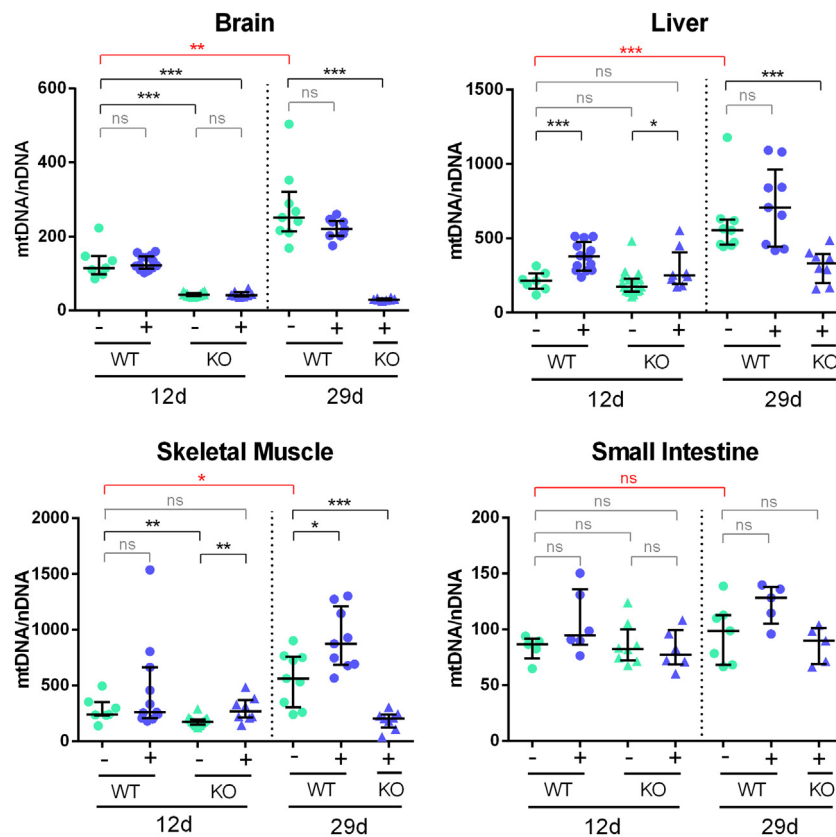 Brain
**
***
***
***
ns
ns
ns
mtDNA/nDNA
600
400
200
0
- + - + - + +
WT KO WT KO
12d 29d
Liver
***
ns
ns
***
***
*
ns
mtDNA/nDNA
1500
1000
500
0
- + - + - + +
WT KO WT KO
12d 29d
Skeletal Muscle
*
ns
***
**
*
ns
**
mtDNA/nDNA
2000
1500
1000
500
0
- + - + - + +
WT KO WT KO
12d 29d
Small Intestine
ns
ns
ns
ns
ns
ns
ns
mtDNA/nDNA
200
150
100
50
0
- + - + - + +
WT KO WT KO
12d 29d